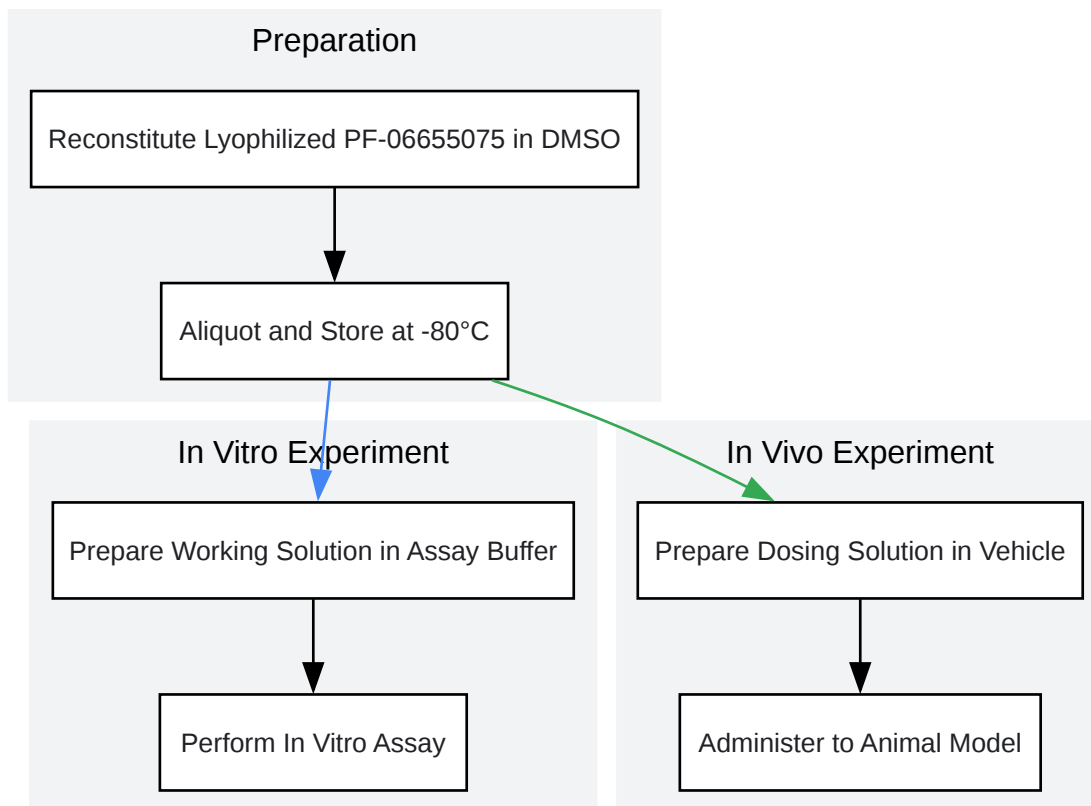 Preparation
Reconstitute Lyophilized PF-06655075 in DMSO
Aliquot and Store at -80°C
In Vitro Experiment
Prepare Working Solution in Assay Buffer
Perform In Vitro Assay
In Vivo Experiment
Prepare Dosing Solution in Vehicle
Administer to Animal Model